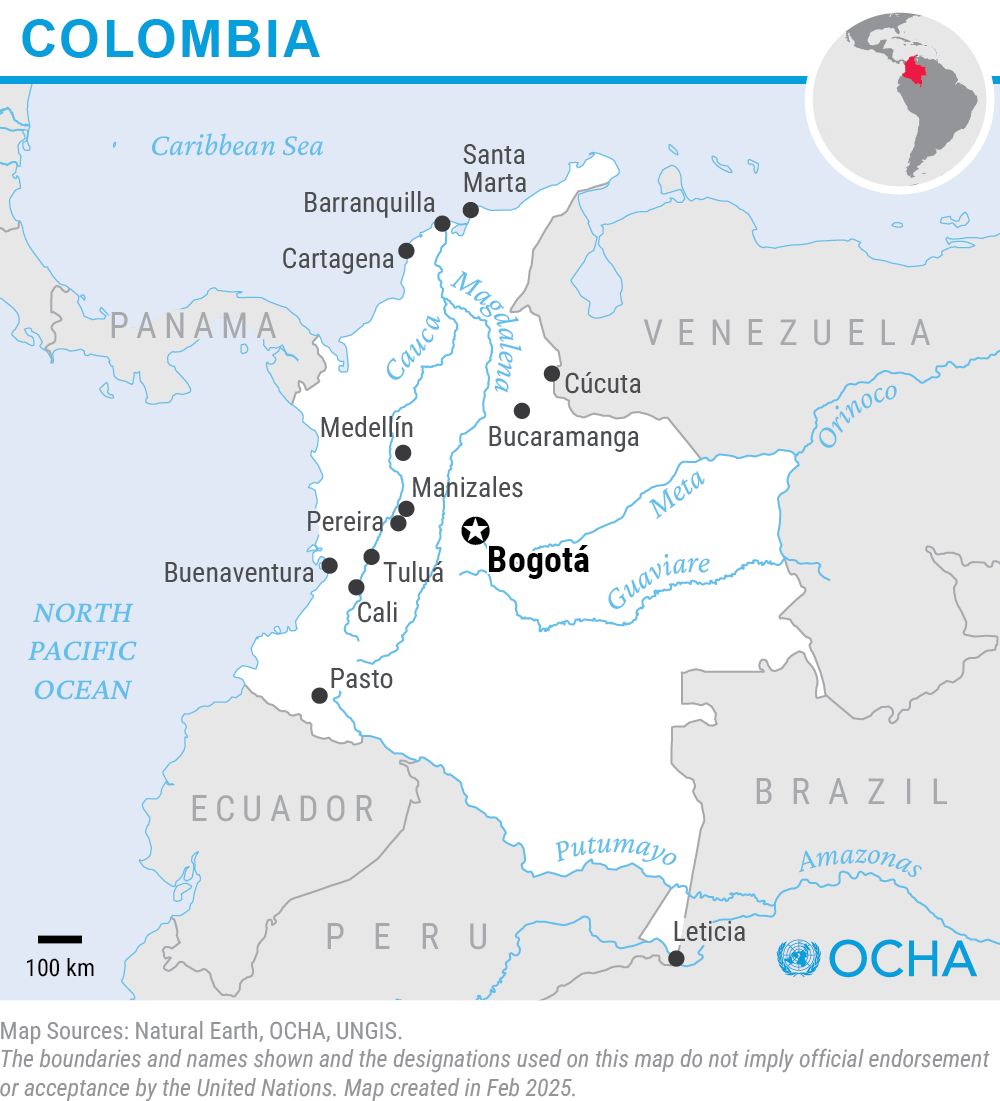 COLOMBIA
Caribbean Sea
Santa
Marta
Barranquilla
Cartagena
Magdalena
PANAMA
Cauca
VENEZUELA
Cúcuta
Orinoco
Medellín
Bucaramanga
Manizales
Meta
Pereira
Bogotá
Buenaventura
Tuluá
Guaviare
Cali
NORTH
PACIFIC
OCEAN
Pasto
ECUADOR
BRAZIL
Putumayo
Amazonas
PERU
Leticia
100 km
OCHA
Map Sources: Natural Earth, OCHA, UNGIS.
The boundaries and names shown and the designations used on this map do not imply official endorsement
or acceptance by the United Nations. Map created in Feb 2025.